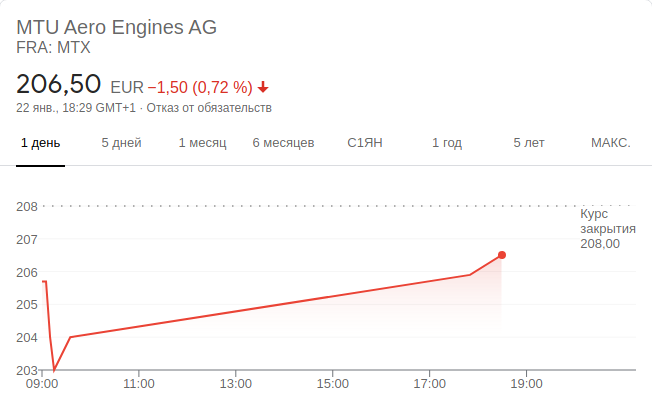 MTU Aero Engines AG
FRA: MTX
206,50 EUR −1,50 (0,72 %)
22 янв., 18:29 GMT+1 · Отказ от обязательств
1 день 5 дней 1 месяц 6 месяцев С1ЯН 1 год 5 лет МАКС.
208
Курс
закрытия
208,00
207
206
205
204
203
09:00 11:00 13:00 15:00 17:00 19:00